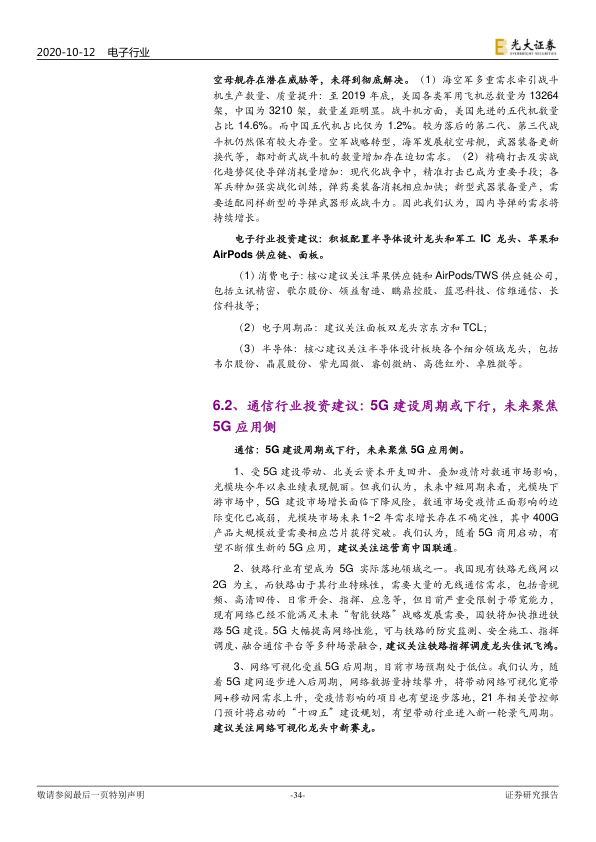 2020-10-12 电子行业
光大证券
空母舰存在潜在威胁等，未得到彻底解决。（1）海空军多重需求牵引战斗
机生产数量、质量提升：至 2019 年底，美国各类军用飞机总数量为 13264
架，中国为 3210 架，数量差距明显。战斗机方面，美国先进的五代机数量
占比 14.6%。而中国五代机占比仅为 1.2%。较为落后的第二代、第三代战
斗机仍然保有较大存量。空军战略转型，海军发展航空母舰，武器装备更新
换代等，都对新式战斗机的数量增加存在迫切需求。（2）精确打击及实战
化趋势促使导弹消耗量增加：现代化战争中，精准打击已成为重要手段；各
军兵种加强实战化训练，弹药类装备消耗相应加快；新型武器装备量产，需
要适配同样新型的导弹武器形成战斗力。因此我们认为，国内导弹的需求将
持续增长。
电子行业投资建议：积极配置半导体设计龙头和军工 IC 龙头、苹果和
AirPods 供应链、面板。
（1）消费电子：核心建议关注苹果供应链和 AirPods/TWS 供应链公司，
包括立讯精密、歌尔股份、领益智造、鹏鼎控股、蓝思科技、信维通信、长
信科技等；
（2）电子周期品：建议关注面板双龙头京东方和 TCL；
（3）半导体：核心建议关注半导体设计板块各个细分领域龙头，包括
韦尔股份、晶晨股份、紫光国微、睿创微纳、高德红外、卓胜微等。
6.2、通信行业投资建议：5G 建设周期或下行，未来聚焦
5G 应用侧
通信：5G 建设周期或下行，未来聚焦 5G 应用侧。
1、受 5G 建设带动、北美云资本开支回升、叠加疫情对数通市场影响，
光模块今年以来业绩表现靓丽。但我们认为，未来中短周期来看，光模块下
游市场中，5G 建设市场增长面临下降风险，数通市场受疫情正面影响的边
际变化已减弱，光模块市场未来 1~2 年需求增长存在不确定性，其中 400G
产品大规模放量需要相应芯片获得突破。我们认为，随着 5G 商用启动，有
望不断催生新的 5G 应用，建议关注运营商中国联通。
2、铁路行业有望成为 5G 实际落地领域之一。我国现有铁路无线网以
2G 为主，而铁路由于其行业特殊性，需要大量的无线通信需求，包括音视
频、高清回传、日常开会、指挥、应急等，但目前严重受限制于带宽能力，
现有网络已经不能满足未来“智能铁路”战略发展需要，国铁将加快推进铁
路 5G 建设。5G 大幅提高网络性能，可与铁路的防灾监测、安全施工、指挥
调度、融合通信平台等多种场景融合，建议关注铁路指挥调度龙头佳讯飞鸿。
3、网络可视化受益 5G 后周期，目前市场预期处于低位。我们认为，随
着 5G 建网逐步进入后周期，网络数据量持续攀升，将带动网络可视化宽带
网+移动网需求上升，受疫情影响的项目也有望逐步落地，21 年相关管控部
门预计将启动的“十四五”建设规划，有望带动行业进入新一轮景气周期。
建议关注网络可视化龙头中新赛克。
敬请参阅最后一页特别声明
-34-
证券研究报告